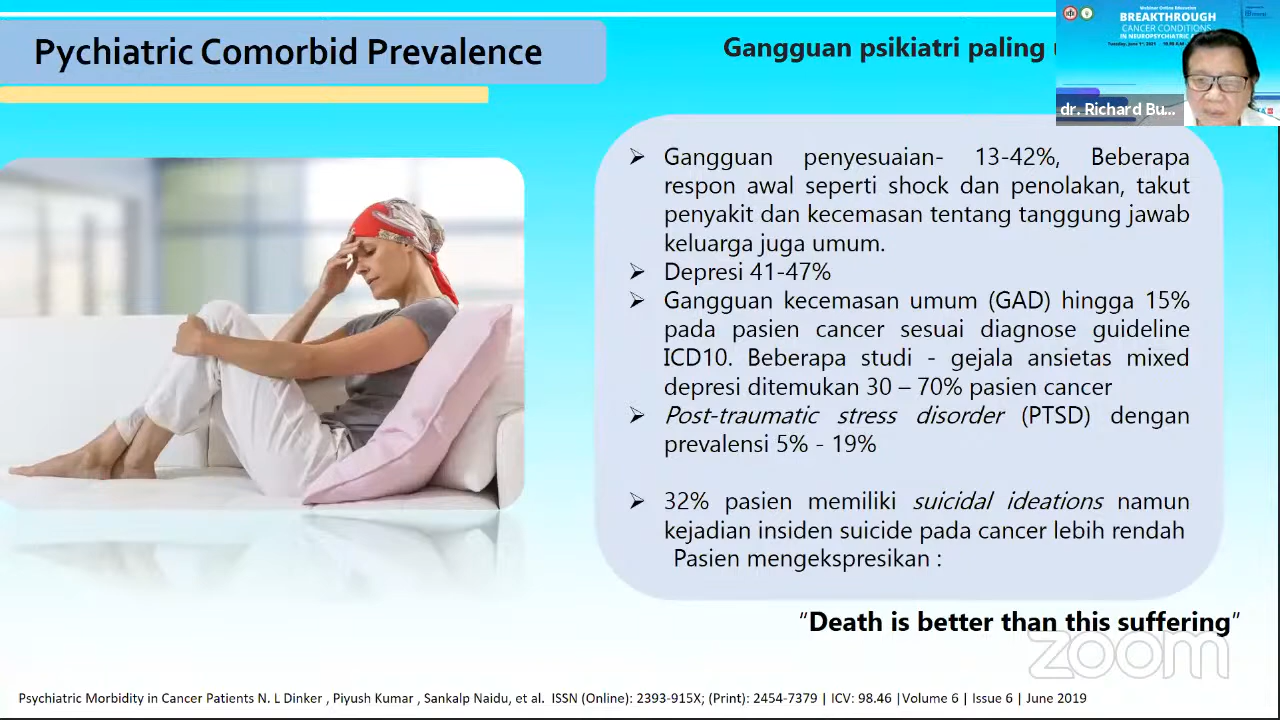 Pychiatric Comorbid Prevalence
Gangguan psikiatri paling
Webinar Online Education
BREAKTHROUGH
CANCER CONDITIONS
IN NEUROPSYCHIATRIC
dr. Richard Bu...
➢ Gangguan penyesuaian- 13-42%, Beberapa
respon awal seperti shock dan penolakan, takut
penyakit dan kecemasan tentang tanggung jawab
keluarga juga umum.
➢ Depresi 41-47%
➢ Gangguan kecemasan umum (GAD) hingga 15%
pada pasien cancer sesuai diagnose guideline
ICD10. Beberapa studi - gejala ansietas mixed
depresi ditemukan 30 – 70% pasien cancer
➢ Post-traumatic stress disorder (PTSD) dengan
prevalensi 5% - 19%
➢ 32% pasien memiliki suicidal ideations namun
kejadian insiden suicide pada cancer lebih rendah
Pasien mengekspresikan :
“Death is better than this suffering”
zoom
Psychiatric Morbidity in Cancer Patients N. L Dinker , Piyush Kumar , Sankalp Naidu, et al. ISSN (Online): 2393-915X; (Print): 2454-7379 | ICV: 98.46 |Volume 6 | Issue 6 | June 2019